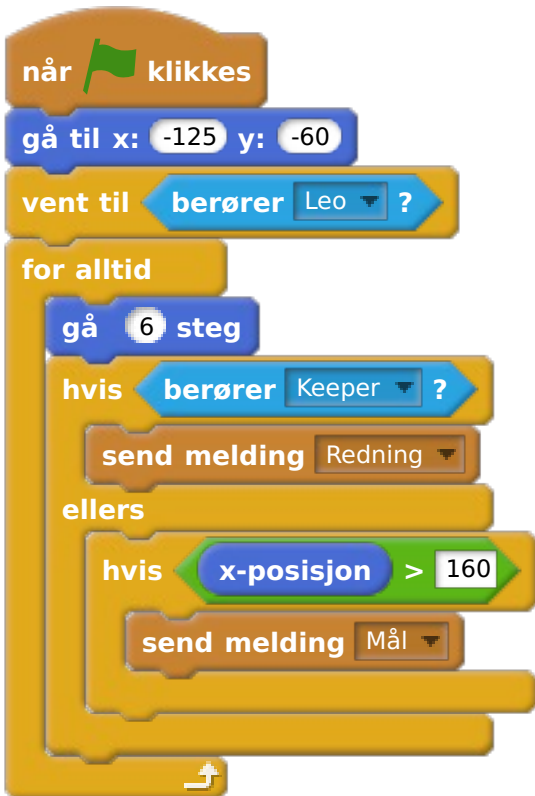 når klikkes
gå til x: -125 y: -60
vent til berører Leo ?
for alltid
gå 6 steg
hvis berører Keeper ?
send melding Redning
ellers
hvis x-posisjon > 160
send melding Mål